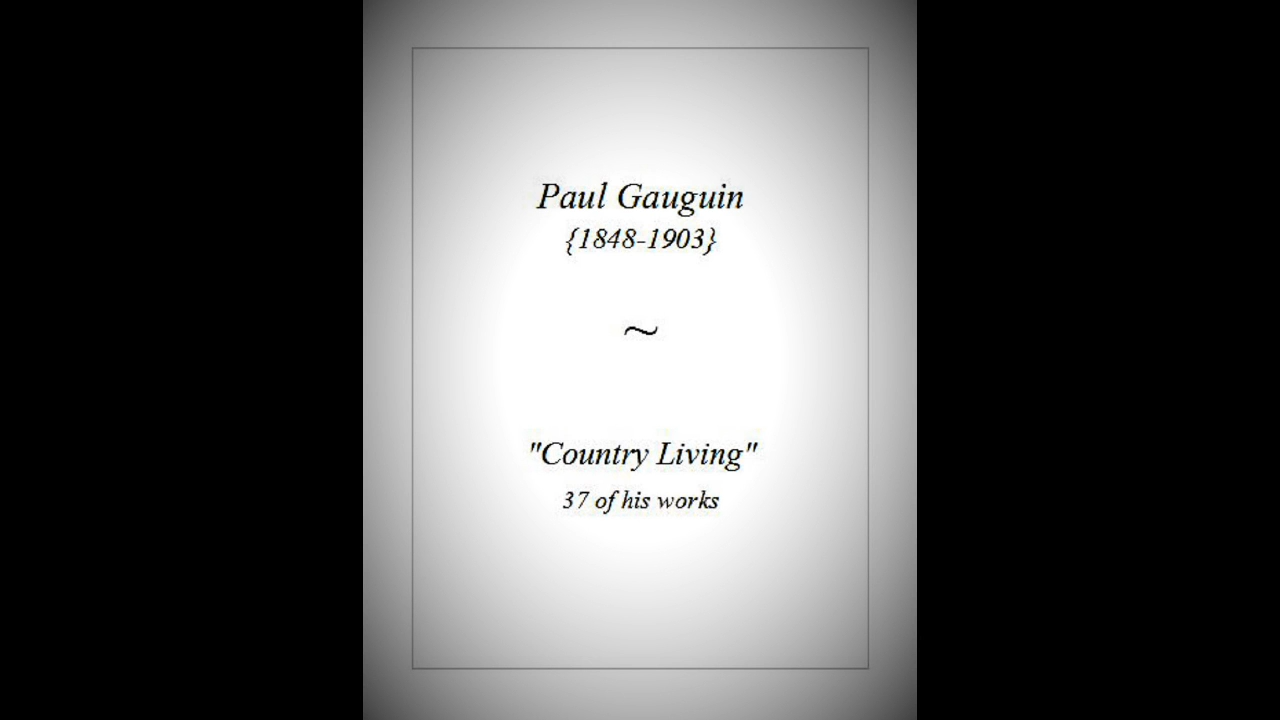 Paul Gauguin
{1848-1903}
~
"Country Living"
37 of his works